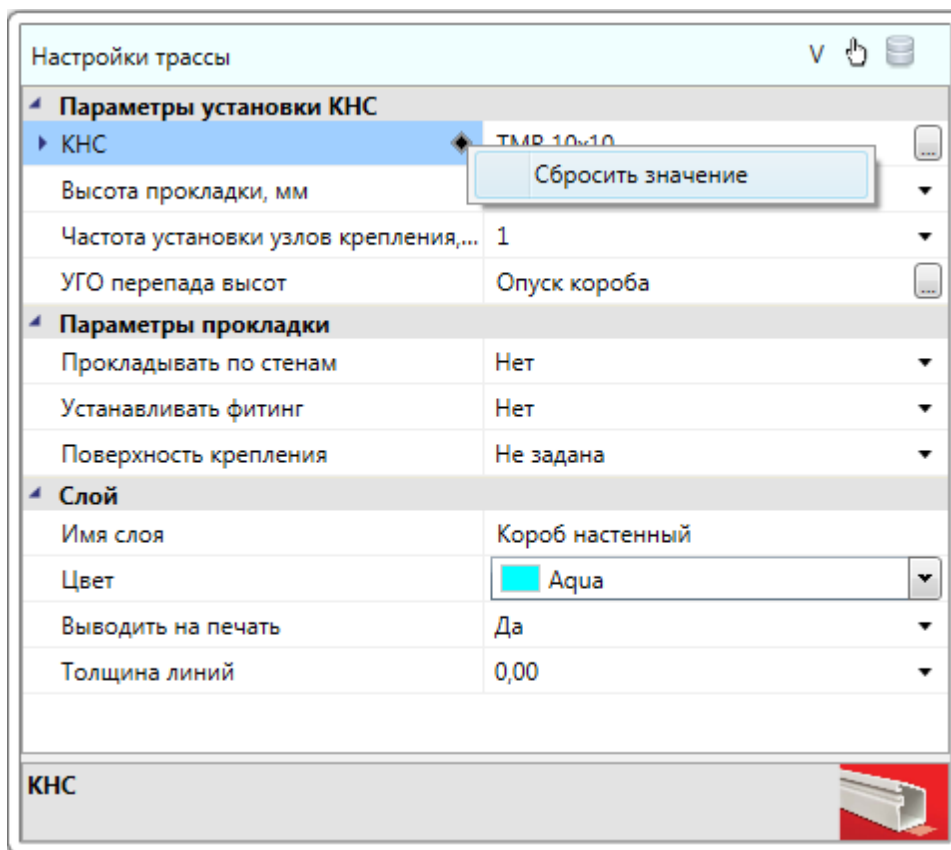 Настройки трассы V
Параметры установки КНС
КНС TMR 10x10 ...
Сбросить значение
Высота прокладки, мм
Частота установки узлов крепления,... 1
УГО перепада высот Опуск короба ...
Параметры прокладки
Прокладывать по стенам Нет
Устанавливать фитинг Нет
Поверхность крепления Не задана
Слой
Имя слоя Короб настенный
Цвет Aqua
Выводить на печать Да
Толщина линий 0,00
КНС